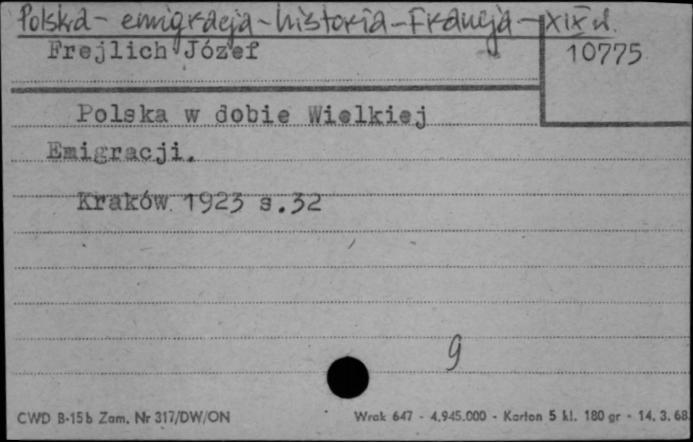 Polska - emigracja - historia - Francja - XIX w.
Frejlich Józef
10775
Polska w dobie Wielkiej
Emigracji.
Kraków 1923 s.32
9
CWD B-15b Zam. Nr 317/DW/ON
Wrak 647 - 4.945.000 - Karton 5 kl. 180 gr - 14. 3. 68